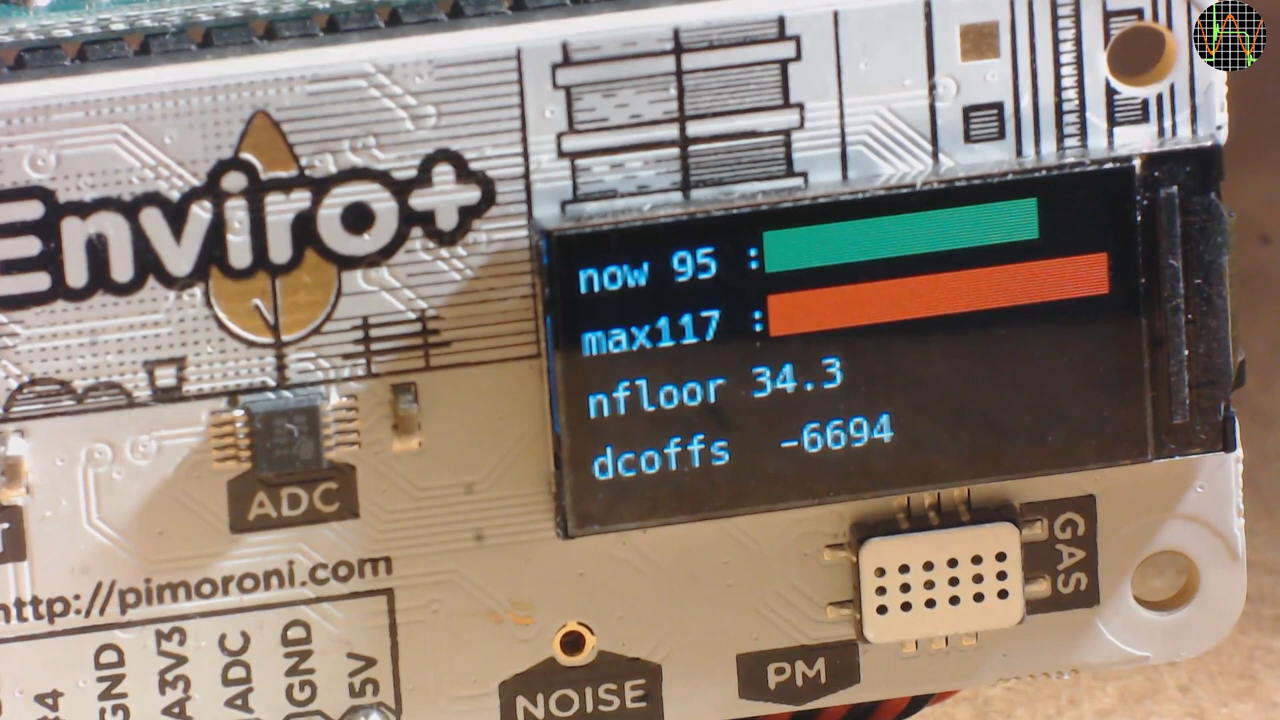 Enviro+
now 95 :
max117 :
nfloor 34.3
dcoffs -6694
ADC
GAS
http://pimoroni.com
GND
A3V3
ADC
GND
5V
NOISE
PM